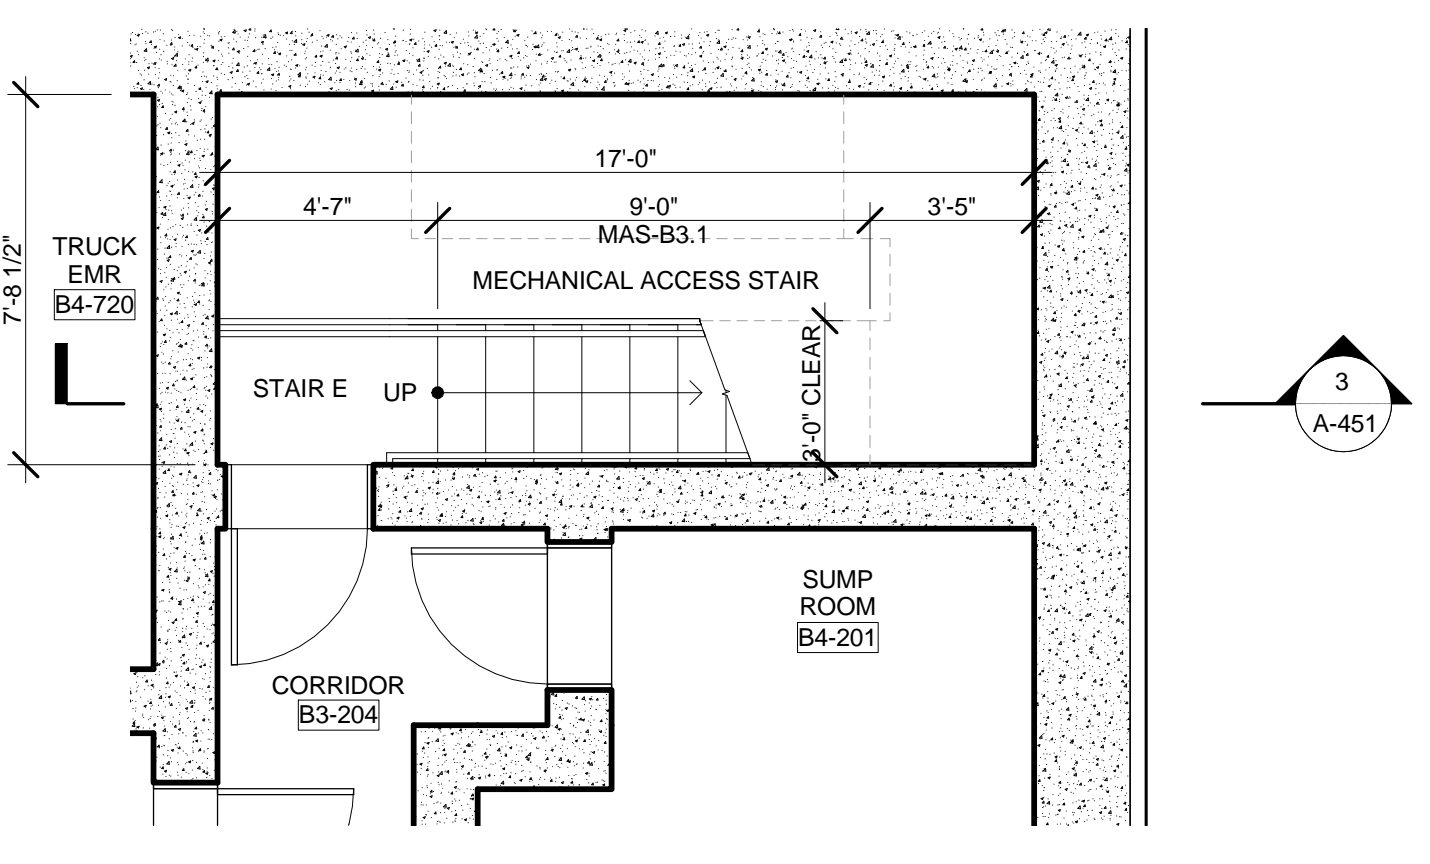 17'-0"
4'-7"
9'-0"
3'-5"
MAS-B3.1
MECHANICAL ACCESS STAIR
TRUCK
EMR
B4-720
7'-8 1/2"
STAIR E
UP
3'-0" CLEAR
3
A-451
SUMP
ROOM
B4-201
CORRIDOR
B3-204